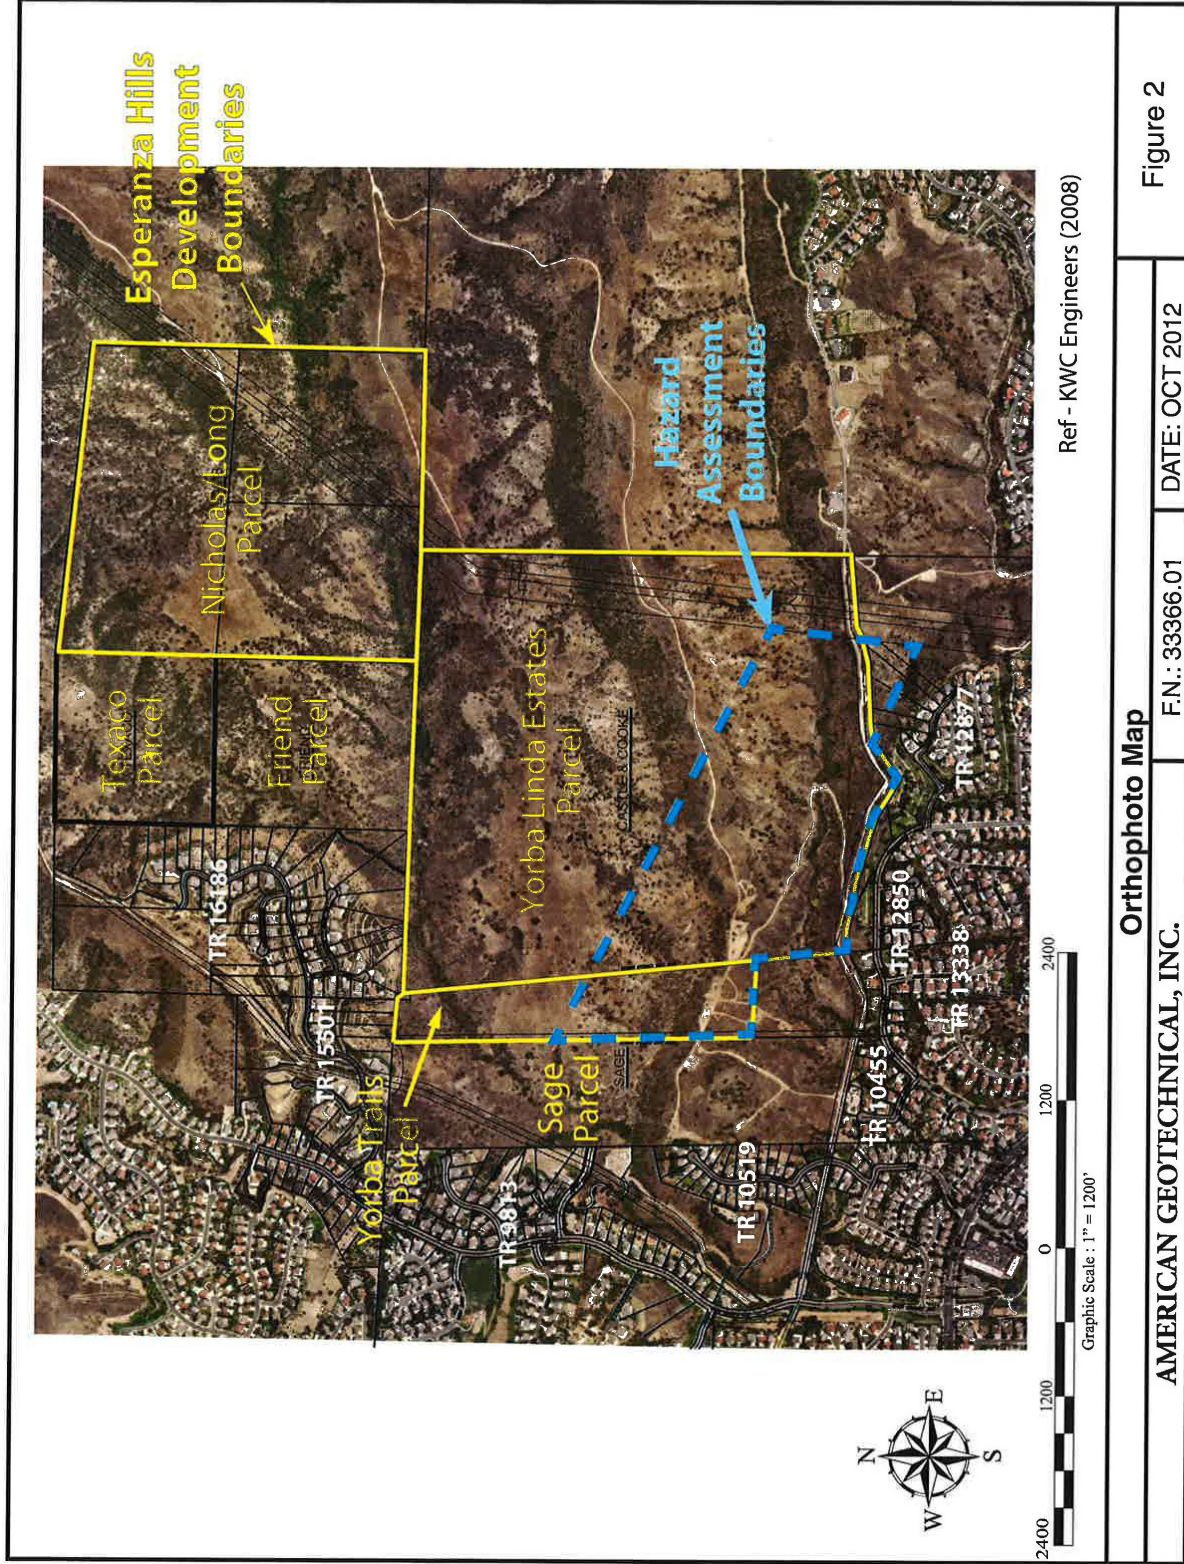 Esperanza Hills
Development
Boundaries
Nicholas/Long
Parcel
Texaco
Parcel
Friend
Parcel
TR 16186
TR 15501
Yorba Linda Estates
Parcel
CASTLE & COOKE
Hazard
Assessment
Boundaries
Yorba Trails
Parcel
Sage
Parcel
SAGE
TR 9813
TR 10519
TR 10455
TR 12850
TR 13338
TR 12877
Ref - KWC Engineers (2008)
N
W
E
S
2400
1200
0
1200
2400
Graphic Scale : 1" = 1200'
Orthophoto Map
Figure 2
AMERICAN GEOTECHNICAL, INC.
F.N.: 33366.01
DATE: OCT 2012